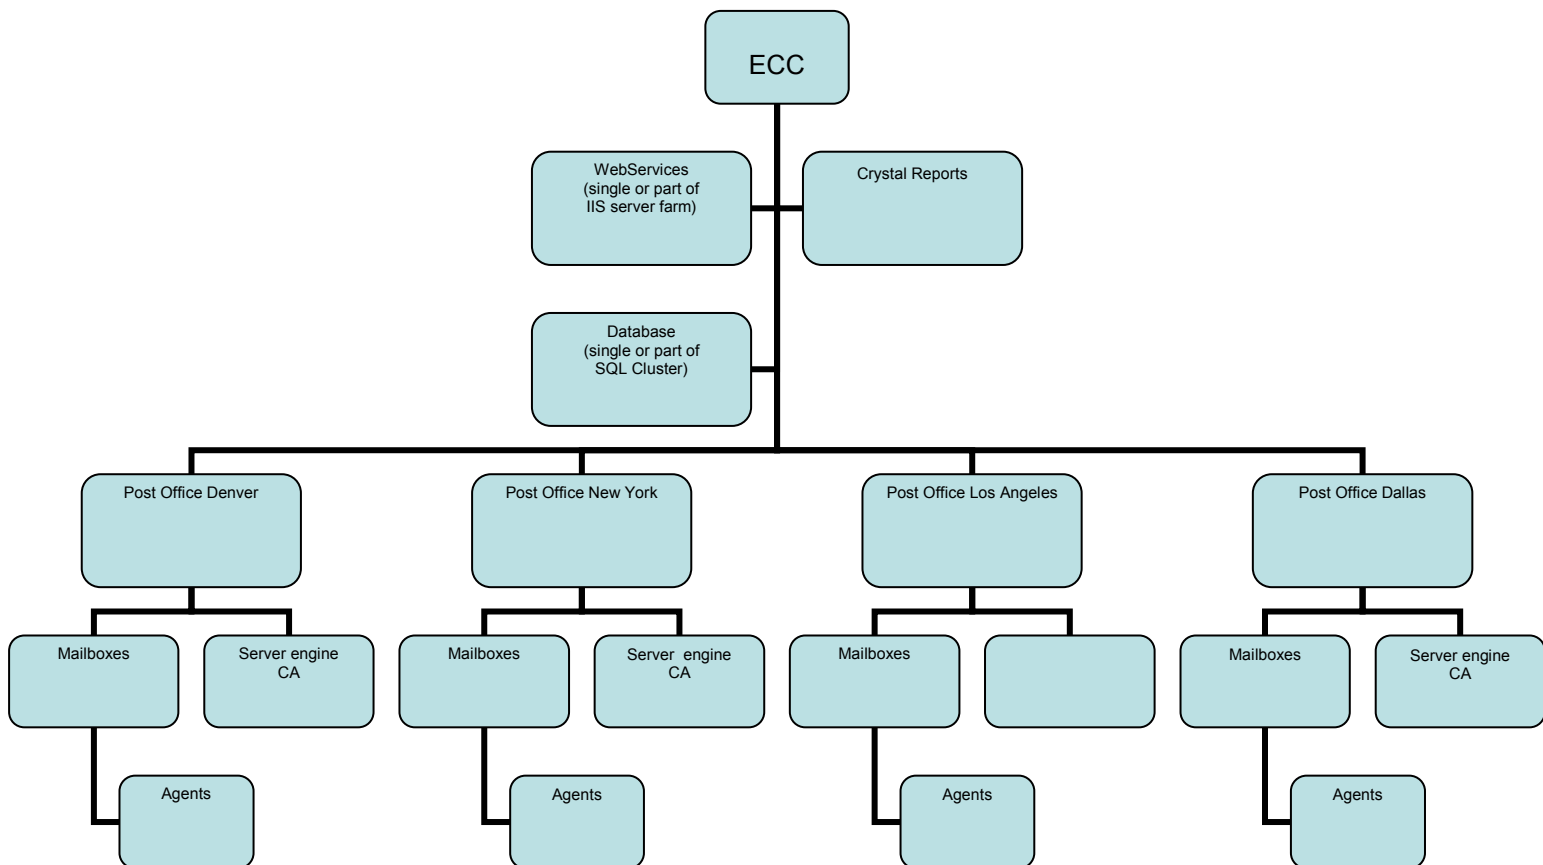 ECC
WebServices
(single or part of
IIS server farm)
Crystal Reports
Database
(single or part of
SQL Cluster)
Post Office Denver
Post Office New York
Post Office Los Angeles
Post Office Dallas
Mailboxes
Server engine
CA
Mailboxes
Server engine
CA
Mailboxes
Mailboxes
Server engine
CA
Agents
Agents
Agents
Agents